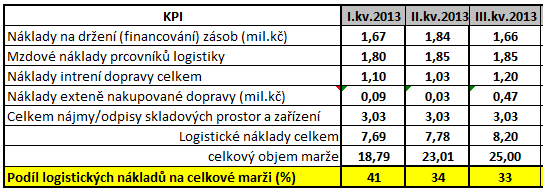 KPI I.kv.2013 II.kv.2013 III.kv.2013
Náklady na držení (financování) zásob (mil.kč) 1,67 1,84 1,66
Mzdové náklady prcovníků logistiky 1,80 1,85 1,85
Náklady intrení dopravy celkem 1,10 1,03 1,20
Náklady exteně nakupované dopravy (mil.kč) 0,09 0,03 0,47
Celkem nájmy/odpisy skladových prostor a zařízení 3,03 3,03 3,03
Logistické náklady celkem 7,69 7,78 8,20
celkový objem marže 18,79 23,01 25,00
Podíl logistických nákladů na celkové marži (%) 41 34 33